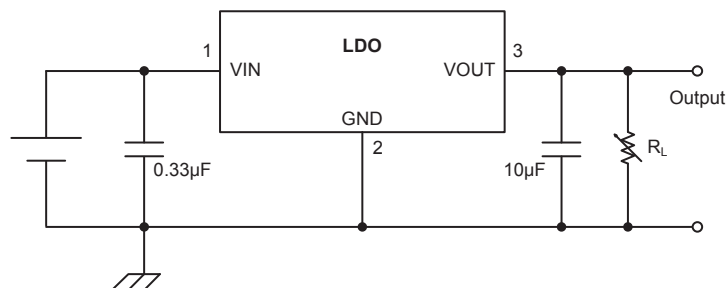 1
VIN
LDO
VOUT
3
GND
2
0.33µF
10µF
RL
Output